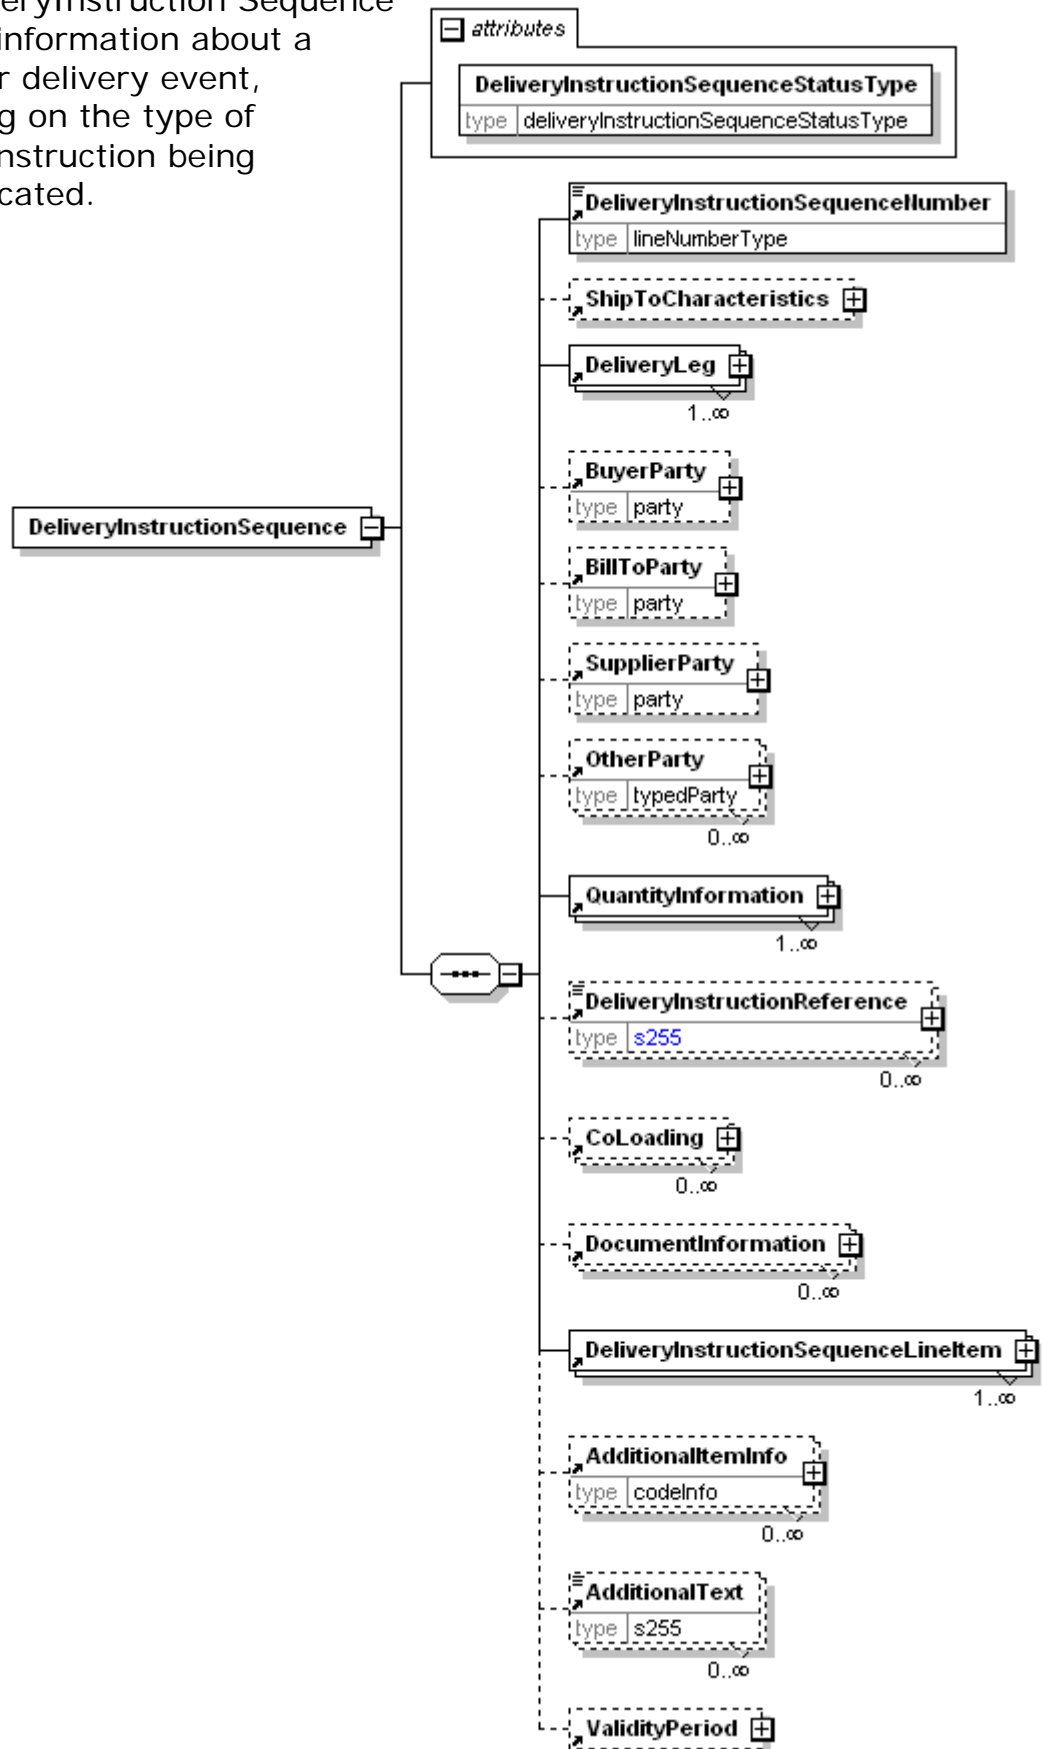 eryInstruction Sequence
information about a
r delivery event,
g on the type of
nstruction being
cated.
attributes
DeliveryInstructionSequenceStatusType
type deliveryInstructionSequenceStatusType
DeliveryInstructionSequenceNumber
type lineNumberType
ShipToCharacteristics
DeliveryLeg
1..∞
BuyerParty
type party
DeliveryInstructionSequence
BillToParty
type party
SupplierParty
type party
OtherParty
type typedParty
0..∞
QuantityInformation
1..∞
DeliveryInstructionReference
type s255
0..∞
CoLoading
0..∞
DocumentInformation
0..∞
DeliveryInstructionSequenceLineItem
1..∞
AdditionalItemInfo
type codeInfo
0..∞
AdditionalText
type s255
0..∞
ValidityPeriod